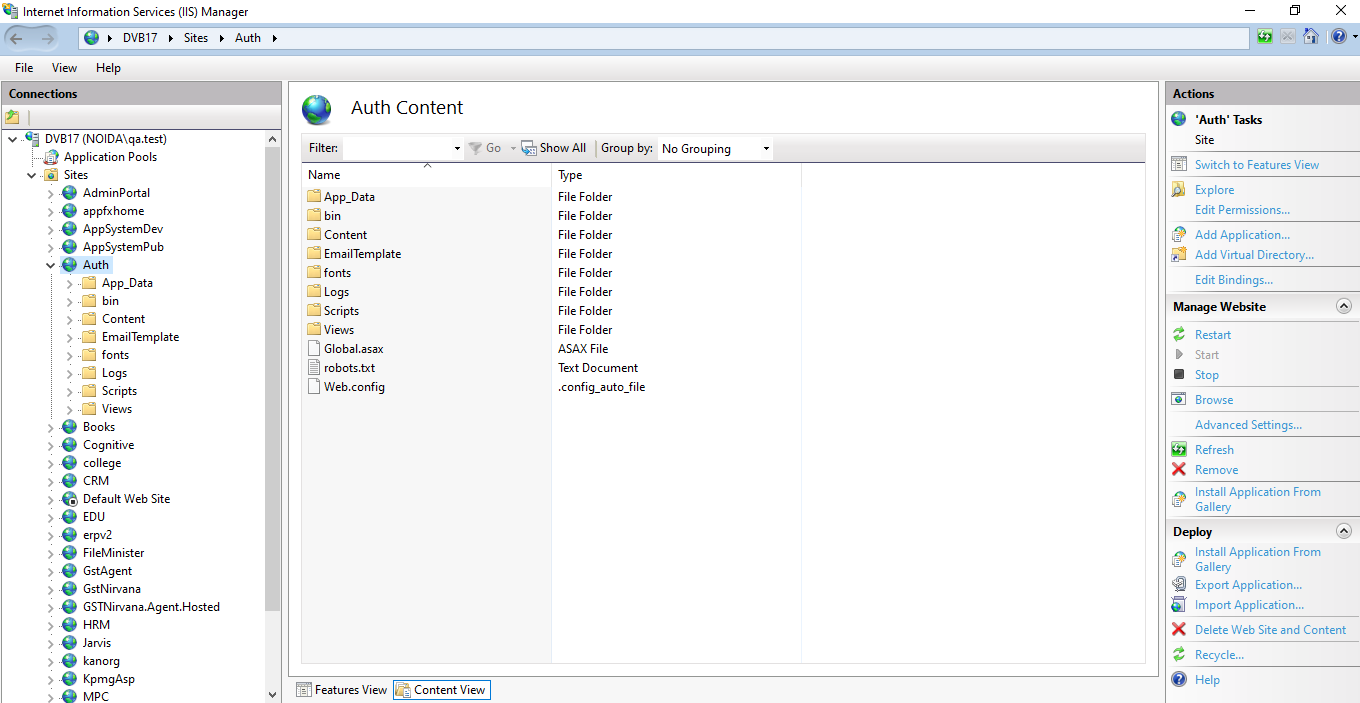 Internet Information Services (IIS) Manager
DVB17 Sites Auth
File View Help
Connections
DVB17 (NOIDA\qa.test)
Application Pools
Sites
AdminPortal
appfxhome
AppSystemDev
AppSystemPub
Auth
App_Data
bin
Content
EmailTemplate
fonts
Logs
Scripts
Views
Books
Cognitive
college
CRM
Default Web Site
EDU
erpv2
FileMinister
GstAgent
GstNirvana
GSTNirvana.Agent.Hosted
HRM
Jarvis
kanorg
KpmgAsp
MPC
Auth Content
Filter: Go Show All Group by: No Grouping
Name Type
App_Data File Folder
bin File Folder
Content File Folder
EmailTemplate File Folder
fonts File Folder
Logs File Folder
Scripts File Folder
Views File Folder
Global.asax ASAX File
robots.txt Text Document
Web.config .config_auto_file
Features View Content View
Actions
'Auth' Tasks
Site
Switch to Features View
Explore
Edit Permissions...
Add Application...
Add Virtual Directory...
Edit Bindings...
Manage Website
Restart
Start
Stop
Browse
Advanced Settings...
Refresh
Remove
Install Application From
Gallery
Deploy
Install Application From
Gallery
Export Application...
Import Application...
Delete Web Site and Content
Recycle...
Help